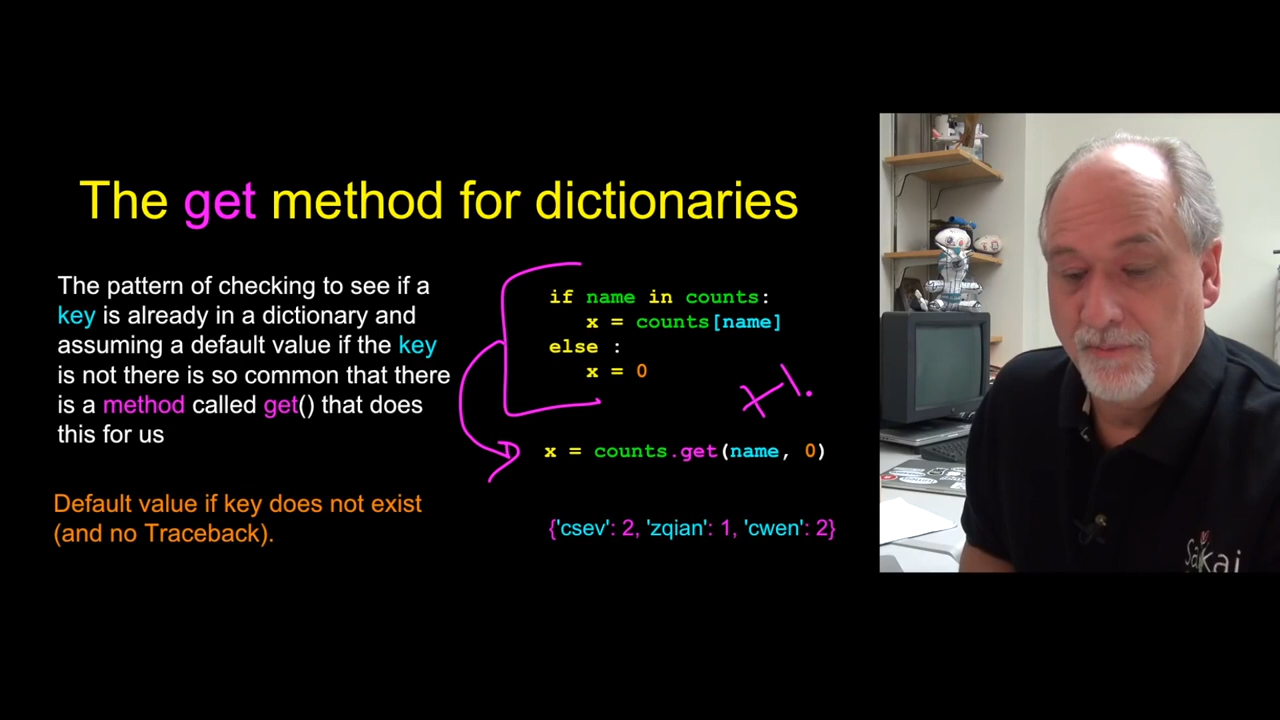 The get method for dictionaries
The pattern of checking to see if a
key is already in a dictionary and
assuming a default value if the key
is not there is so common that there
is a method called get() that does
this for us
Default value if key does not exist
(and no Traceback).
if name in counts:
   x = counts[name]
else :
   x = 0
x = counts.get(name, 0)
{'csev': 2, 'zqian': 1, 'cwen': 2}
Sakai